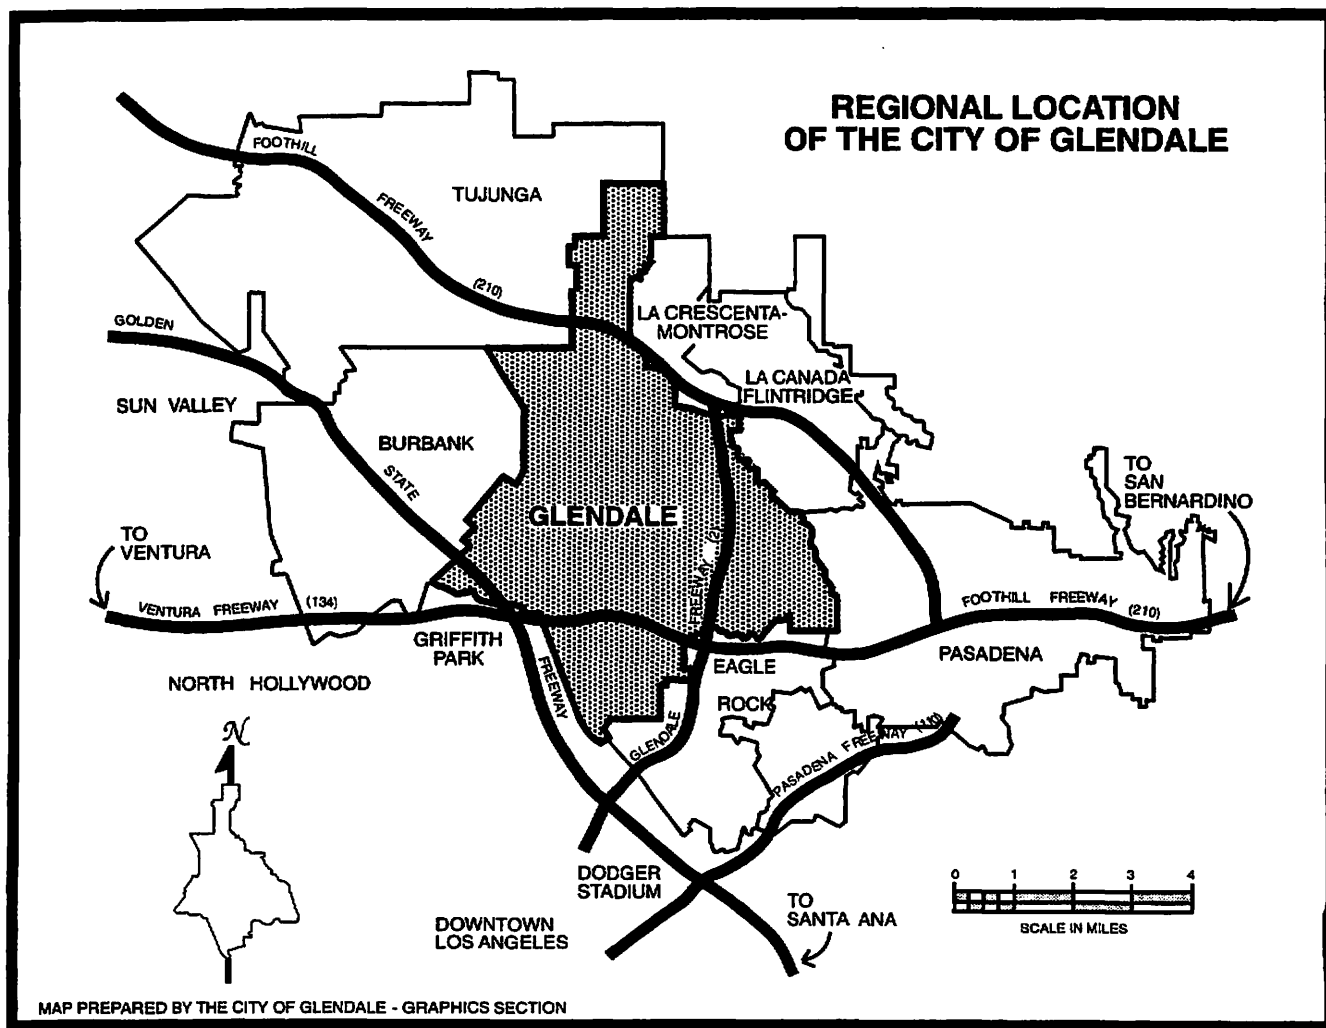 REGIONAL LOCATION
OF THE CITY OF GLENDALE
FOOTHILL
FREEWAY
(210)
TUJUNGA
GOLDEN
LA CRESCENTA-
MONTROSE
LA CANADA
FLINTRIDGE
SUN VALLEY
BURBANK
STATE
TO
SAN
BERNARDINO
GLENDALE
TO
VENTURA
FREEWAY
VENTURA FREEWAY (134)
FOOTHILL FREEWAY (210)
GRIFFITH
PARK
FREEWAY
EAGLE
ROCK
PASADENA
NORTH HOLLYWOOD
GLENDALE
PASADENA FREEWAY (110)
N
DODGER
STADIUM
DOWNTOWN
LOS ANGELES
TO
SANTA ANA
0 1 2 3 4
SCALE IN MILES
MAP PREPARED BY THE CITY OF GLENDALE - GRAPHICS SECTION